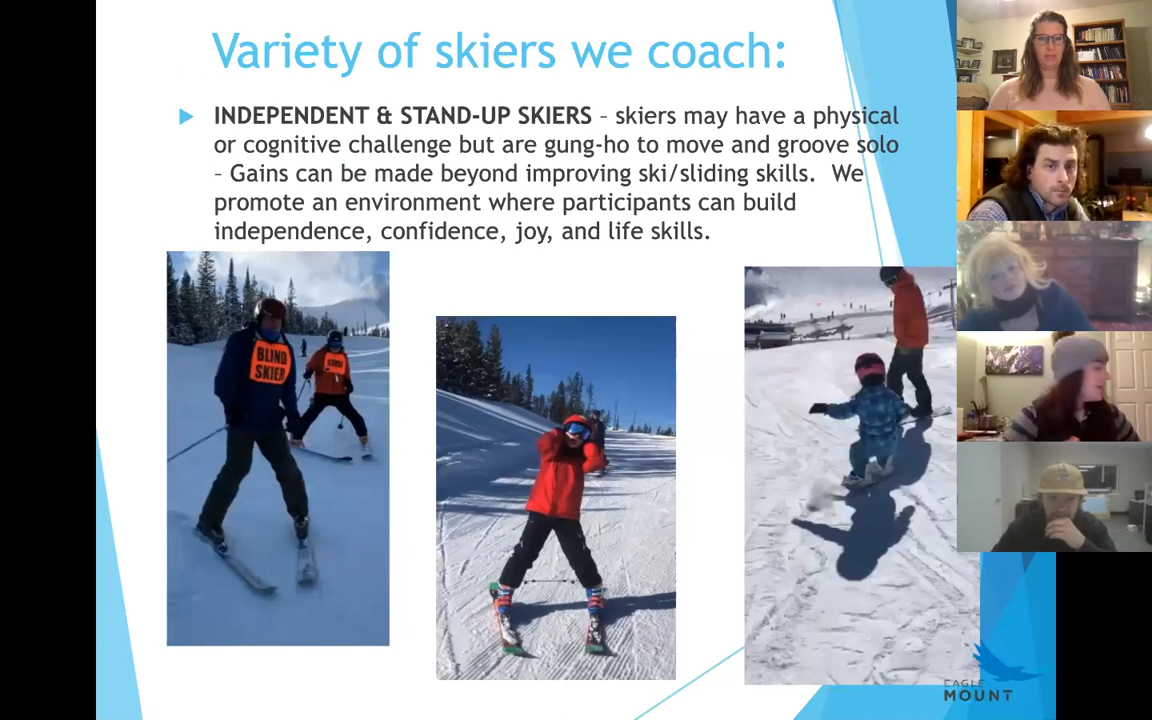 Variety of skiers we coach:
INDEPENDENT & STAND-UP SKIERS – skiers may have a physical
or cognitive challenge but are gung-ho to move and groove solo
– Gains can be made beyond improving ski/sliding skills.  We
promote an environment where participants can build
independence, confidence, joy, and life skills.
BLIND
SKIER
GUIDE
EAGLE
MOUNT